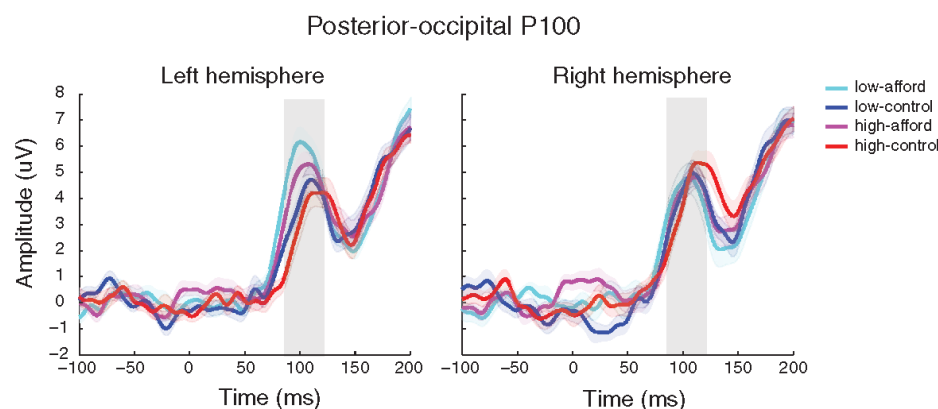 Posterior-occipital P100
Left hemisphere
Right hemisphere
low-afford
low-control
high-afford
high-control
Amplitude (uV)
8
7
6
5
4
3
2
1
0
−1
−2
−100 −50 0 50 100 150 200
−100 −50 0 50 100 150 200
Time (ms)
Time (ms)